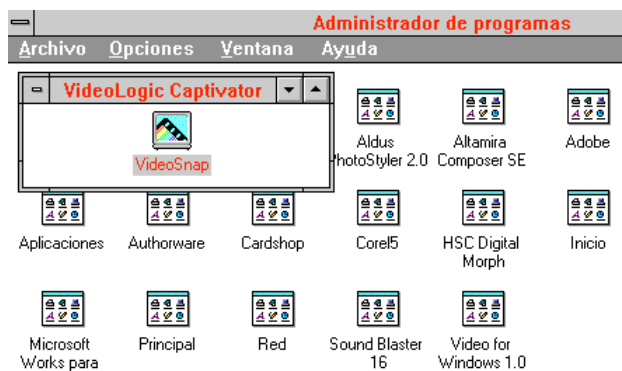 Administrador de programas
Archivo Opciones Ventana Ayuda
VideoLogic Captivator
VideoSnap
Aldus
hotoStyler 2.0
Altamira
Composer SE
Adobe
Aplicaciones
Authorware
Cardshop
Corel5
HSC Digital
Morph
Inicio
Microsoft
Works para
Principal
Red
Sound Blaster
16
Video for
Windows 1.0